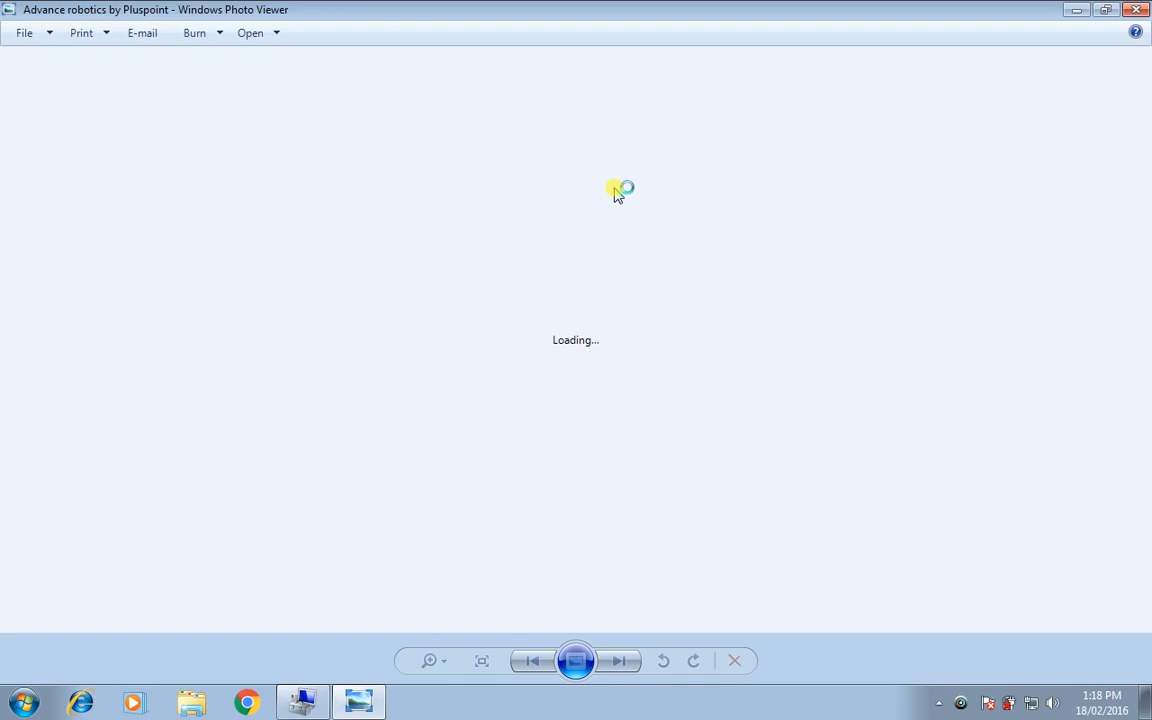 Advance robotics by Pluspoint - Windows Photo Viewer
File Print E-mail Burn Open
Loading...
1:18 PM
18/02/2016